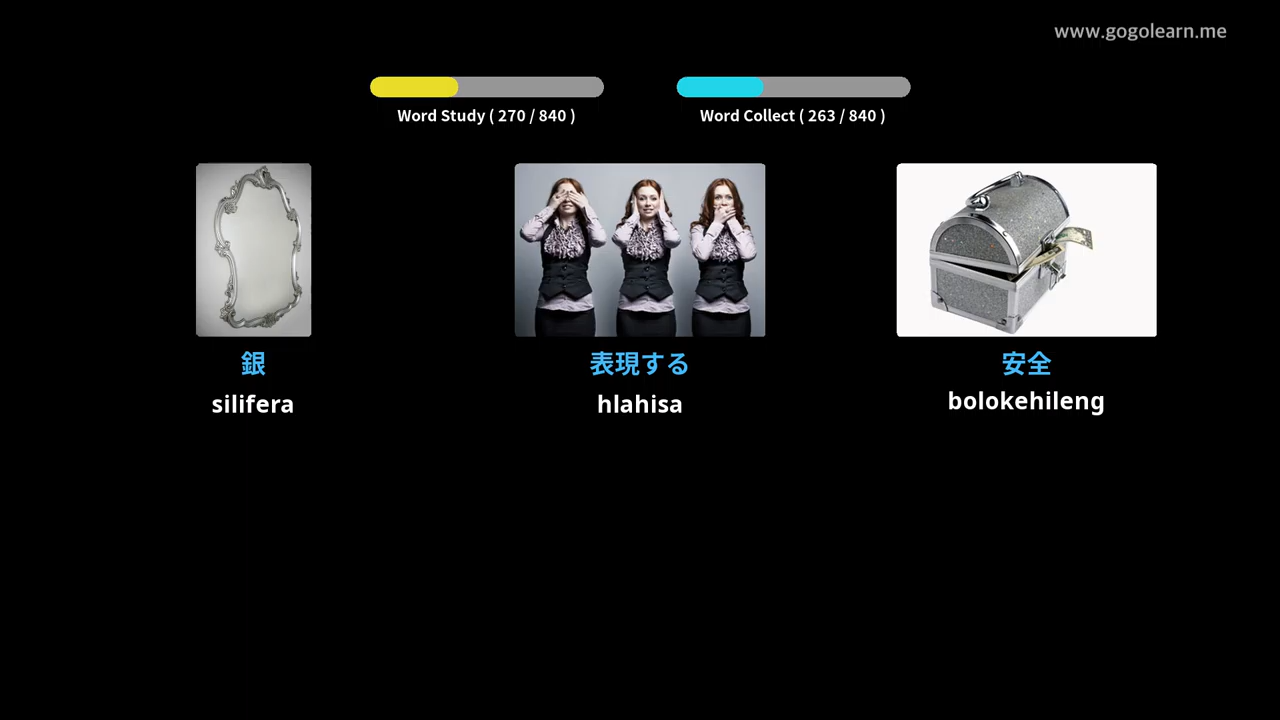 www.gogolearn.me
Word Study ( 270 / 840 )
Word Collect ( 263 / 840 )
銀
表現する
安全
silifera
hlahisa
bolokehileng